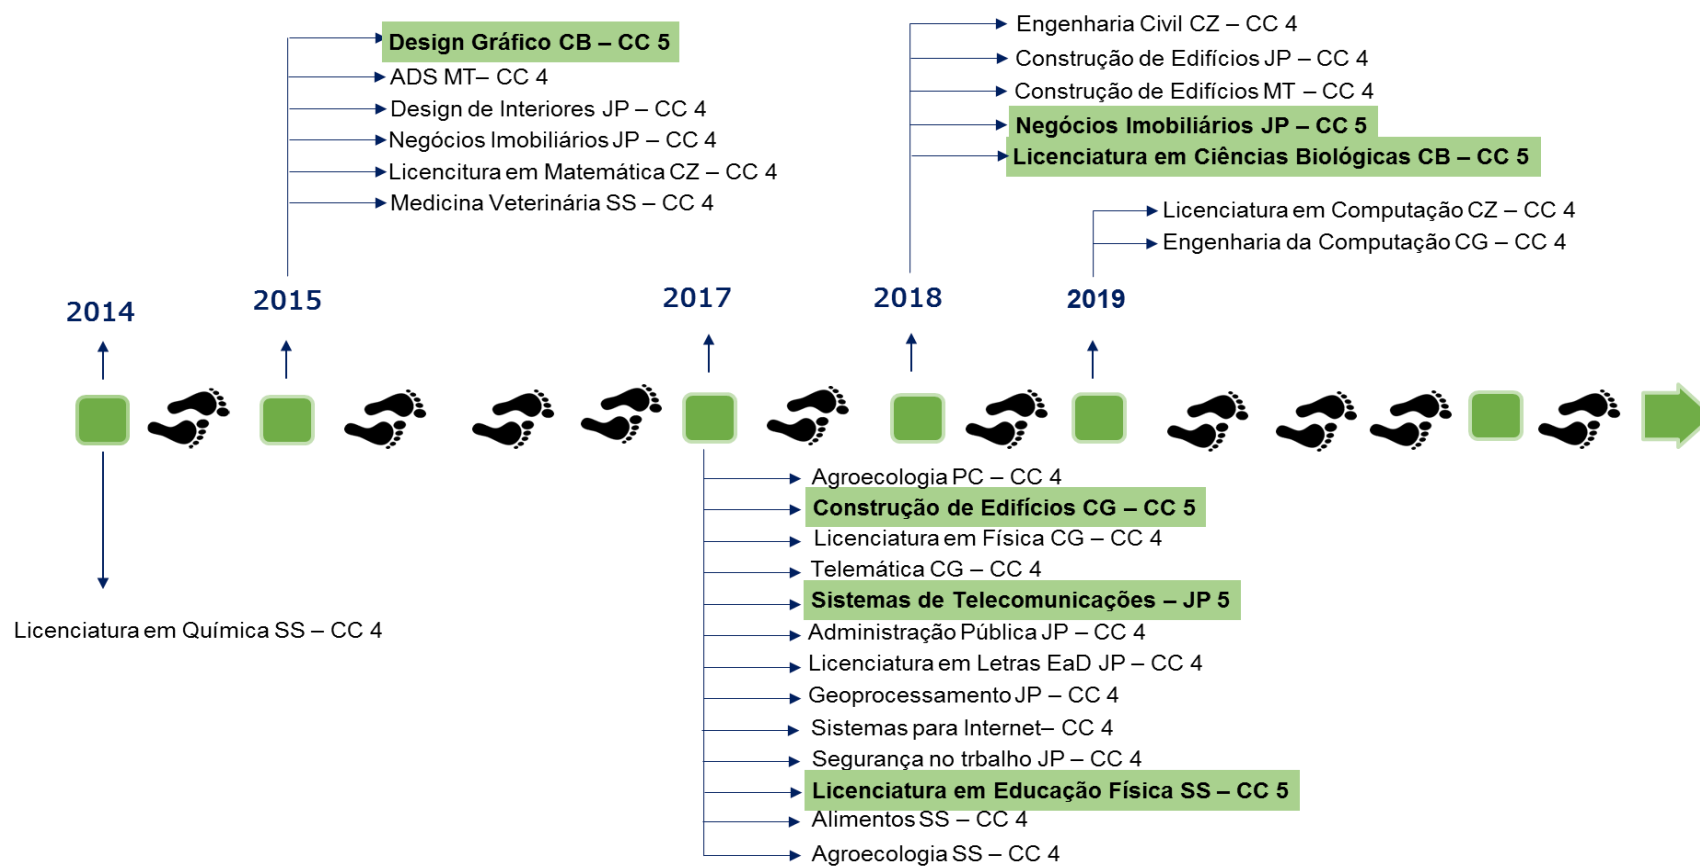 2014
Licenciatura em Química SS – CC 4
2015
Design Gráfico CB – CC 5
ADS MT– CC 4
Design de Interiores JP – CC 4
Negócios Imobiliários JP – CC 4
Licencitura em Matemática CZ – CC 4
Medicina Veterinária SS – CC 4
2017
Agroecologia PC – CC 4
Construção de Edifícios CG – CC 5
Licenciatura em Física CG – CC 4
Telemática CG – CC 4
Sistemas de Telecomunicações – JP 5
Administração Pública JP – CC 4
Licenciatura em Letras EaD JP – CC 4
Geoprocessamento JP – CC 4
Sistemas para Internet– CC 4
Segurança no trbalho JP – CC 4
Licenciatura em Educação Física SS – CC 5
Alimentos SS – CC 4
Agroecologia SS – CC 4
2018
Engenharia Civil CZ – CC 4
Construção de Edifícios JP – CC 4
Construção de Edifícios MT – CC 4
Negócios Imobiliários JP – CC 5
Licenciatura em Ciências Biológicas CB – CC 5
2019
Licenciatura em Computação CZ – CC 4
Engenharia da Computação CG – CC 4